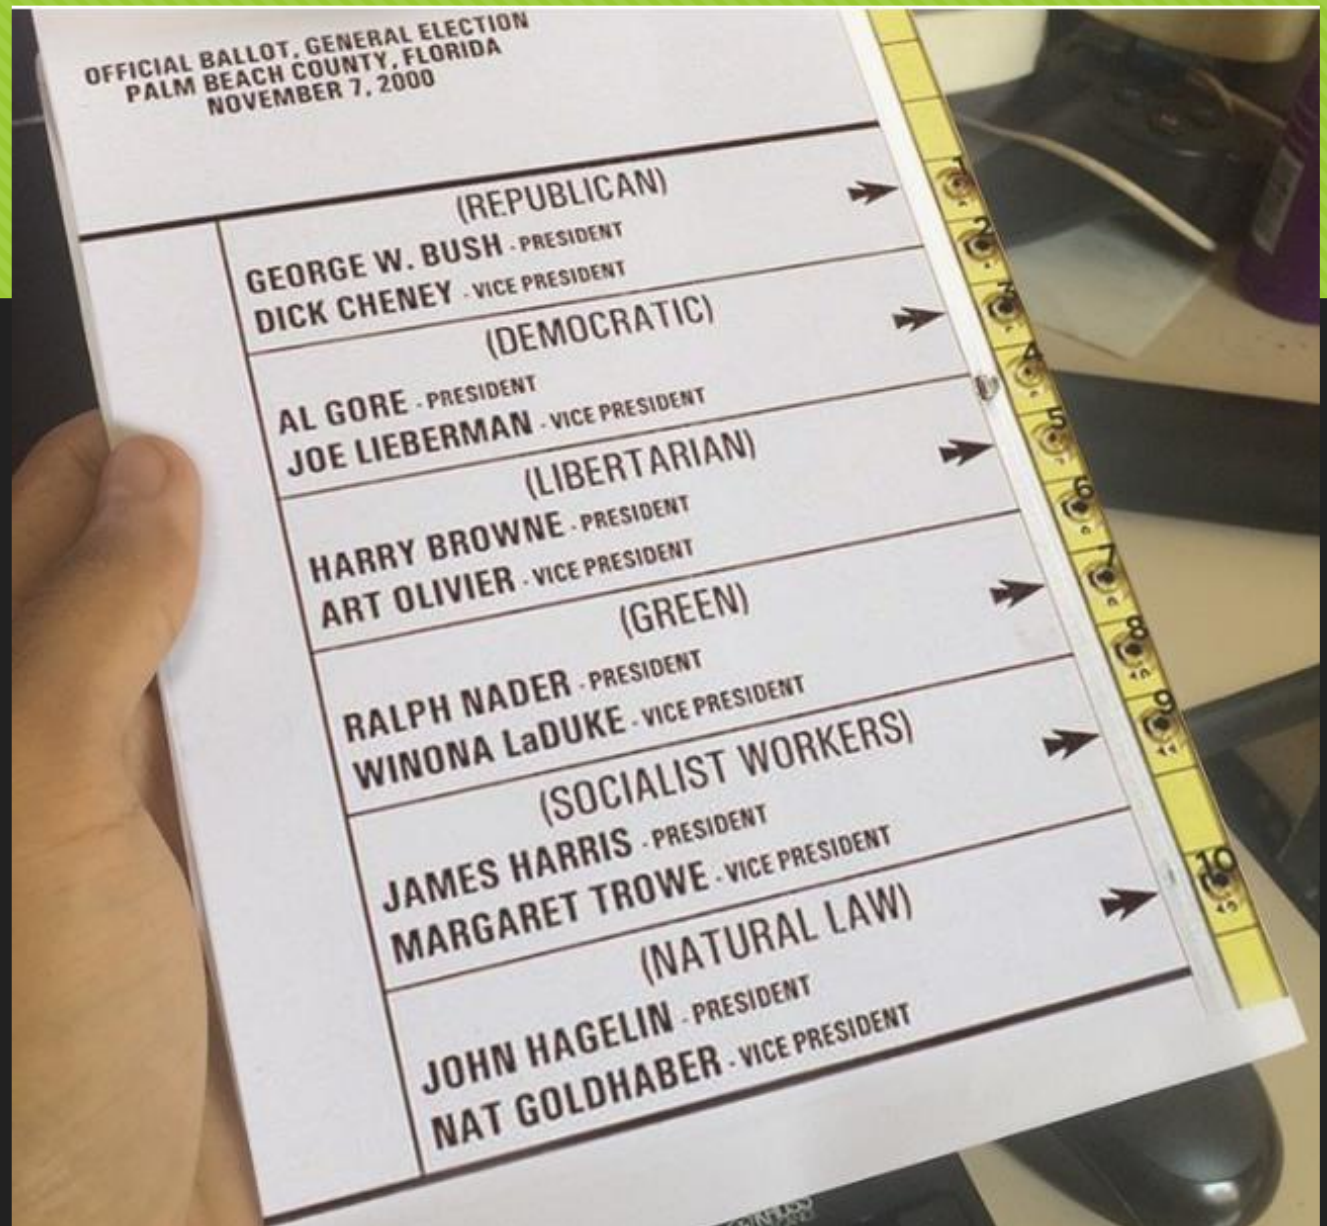 OFFICIAL BALLOT, GENERAL ELECTION
PALM BEACH COUNTY, FLORIDA
NOVEMBER 7, 2000
(REPUBLICAN)
GEORGE W. BUSH - PRESIDENT
DICK CHENEY - VICE PRESIDENT
(DEMOCRATIC)
AL GORE - PRESIDENT
JOE LIEBERMAN - VICE PRESIDENT
(LIBERTARIAN)
HARRY BROWNE - PRESIDENT
ART OLIVIER - VICE PRESIDENT
(GREEN)
RALPH NADER - PRESIDENT
WINONA LaDUKE - VICE PRESIDENT
(SOCIALIST WORKERS)
JAMES HARRIS - PRESIDENT
MARGARET TROWE - VICE PRESIDENT
(NATURAL LAW)
JOHN HAGELIN - PRESIDENT
NAT GOLDHABER - VICE PRESIDENT
1
2
3
4
5
6
7
8
9
10